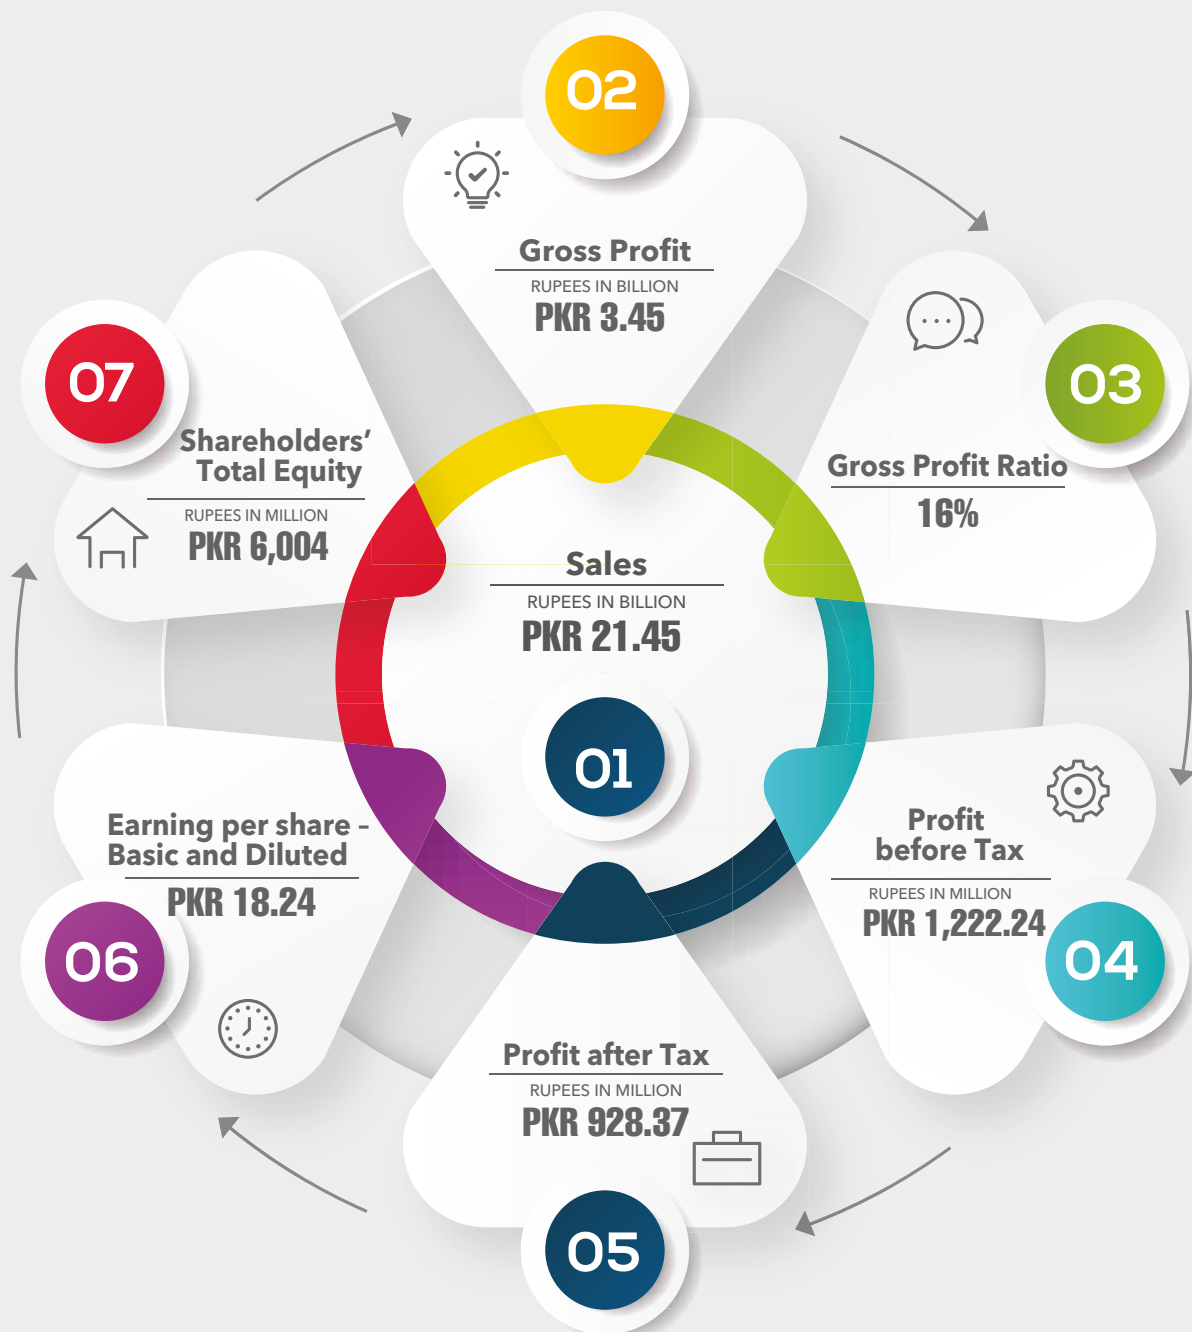 02
Gross Profit
RUPEES IN BILLION
PKR 3.45
03
Gross Profit Ratio
16%
07
Shareholders’
Total Equity
RUPEES IN MILLION
PKR 6,004
Sales
RUPEES IN BILLION
PKR 21.45
01
Profit
before Tax
RUPEES IN MILLION
PKR 1,222.24
04
Earning per share –
Basic and Diluted
PKR 18.24
06
Profit after Tax
RUPEES IN MILLION
PKR 928.37
05